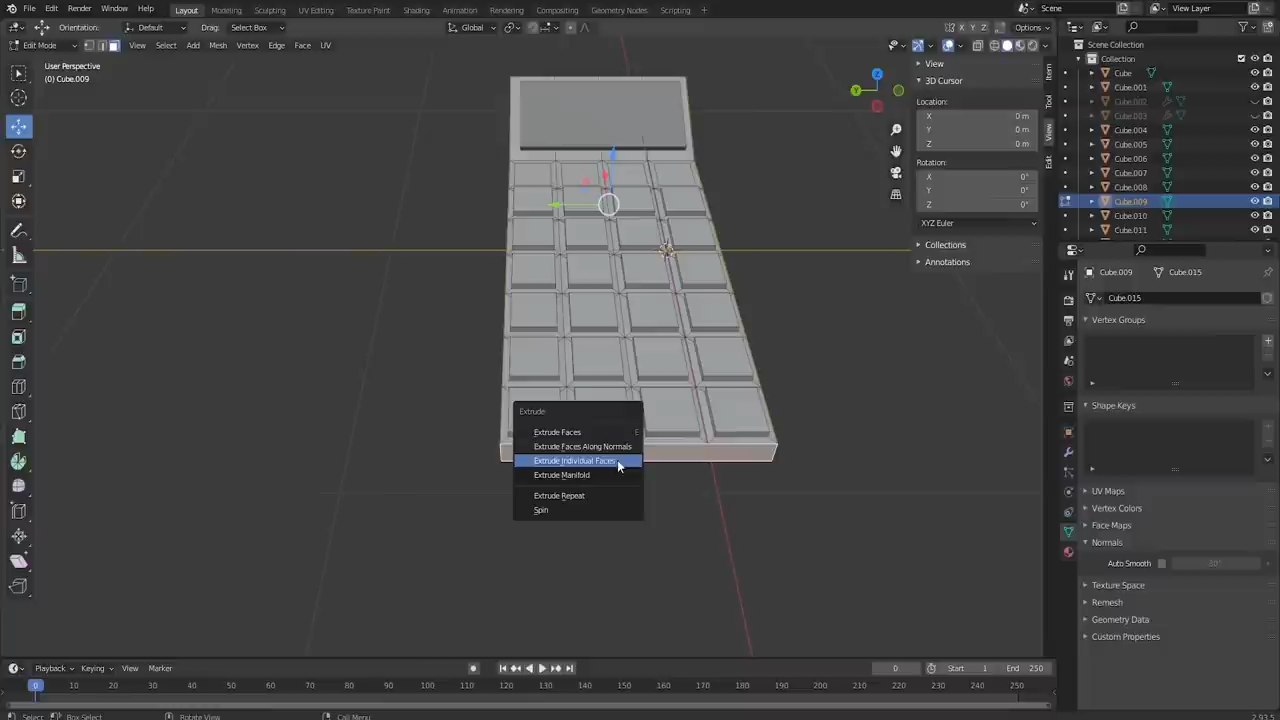 File Edit Render Window Help Layout Modeling Sculpting UV Editing Texture Paint Shading Animation Rendering Compositing Geometry Nodes Scripting + Scene View Layer
Orientation: Default Drag: Select Box Global X Y Z Options
Edit Mode View Select Add Mesh Vertex Edge Face UV
User Perspective
(0) Cube.009
Z
Y
View
3D Cursor
Location:
X 0 m
Y 0 m
Z 0 m
Rotation:
X 0°
Y 0°
Z 0°
XYZ Euler
Collections
Annotations
Item
Tool
View
Edit
Scene Collection
Collection
Cube
Cube.001
Cube.002
Cube.003
Cube.004
Cube.005
Cube.006
Cube.007
Cube.008
Cube.009
Cube.010
Cube.011
Cube.009 Cube.015
Cube.015
Vertex Groups
Shape Keys
UV Maps
Vertex Colors
Face Maps
Normals
Auto Smooth 30°
Texture Space
Remesh
Geometry Data
Custom Properties
Extrude
Extrude Faces E
Extrude Faces Along Normals
Extrude Individual Faces
Extrude Manifold
Extrude Repeat
Spin
Playback Keying View Marker 0 Start 1 End 250
0 10 20 30 40 50 60 70 80 90 100 110 120 130 140 150 160 170 180 190 200 210 220 230 240 250
Select Box Select Rotate View Call Menu 2.93.5